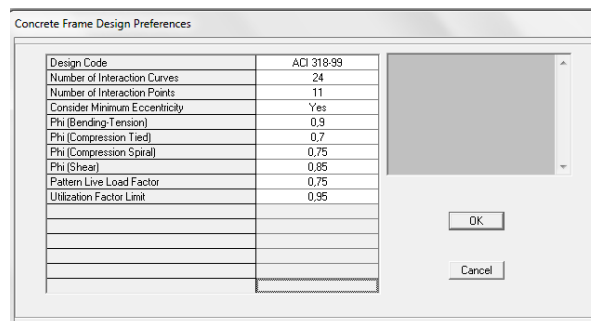 Concrete Frame Design Preferences
Design Code ACI 318-99
Number of Interaction Curves 24
Number of Interaction Points 11
Consider Minimum Eccentricity Yes
Phi (Bending-Tension) 0,9
Phi (Compression Tied) 0,7
Phi (Compression Spiral) 0,75
Phi (Shear) 0,85
Pattern Live Load Factor 0,75
Utilization Factor Limit 0,95
OK
Cancel